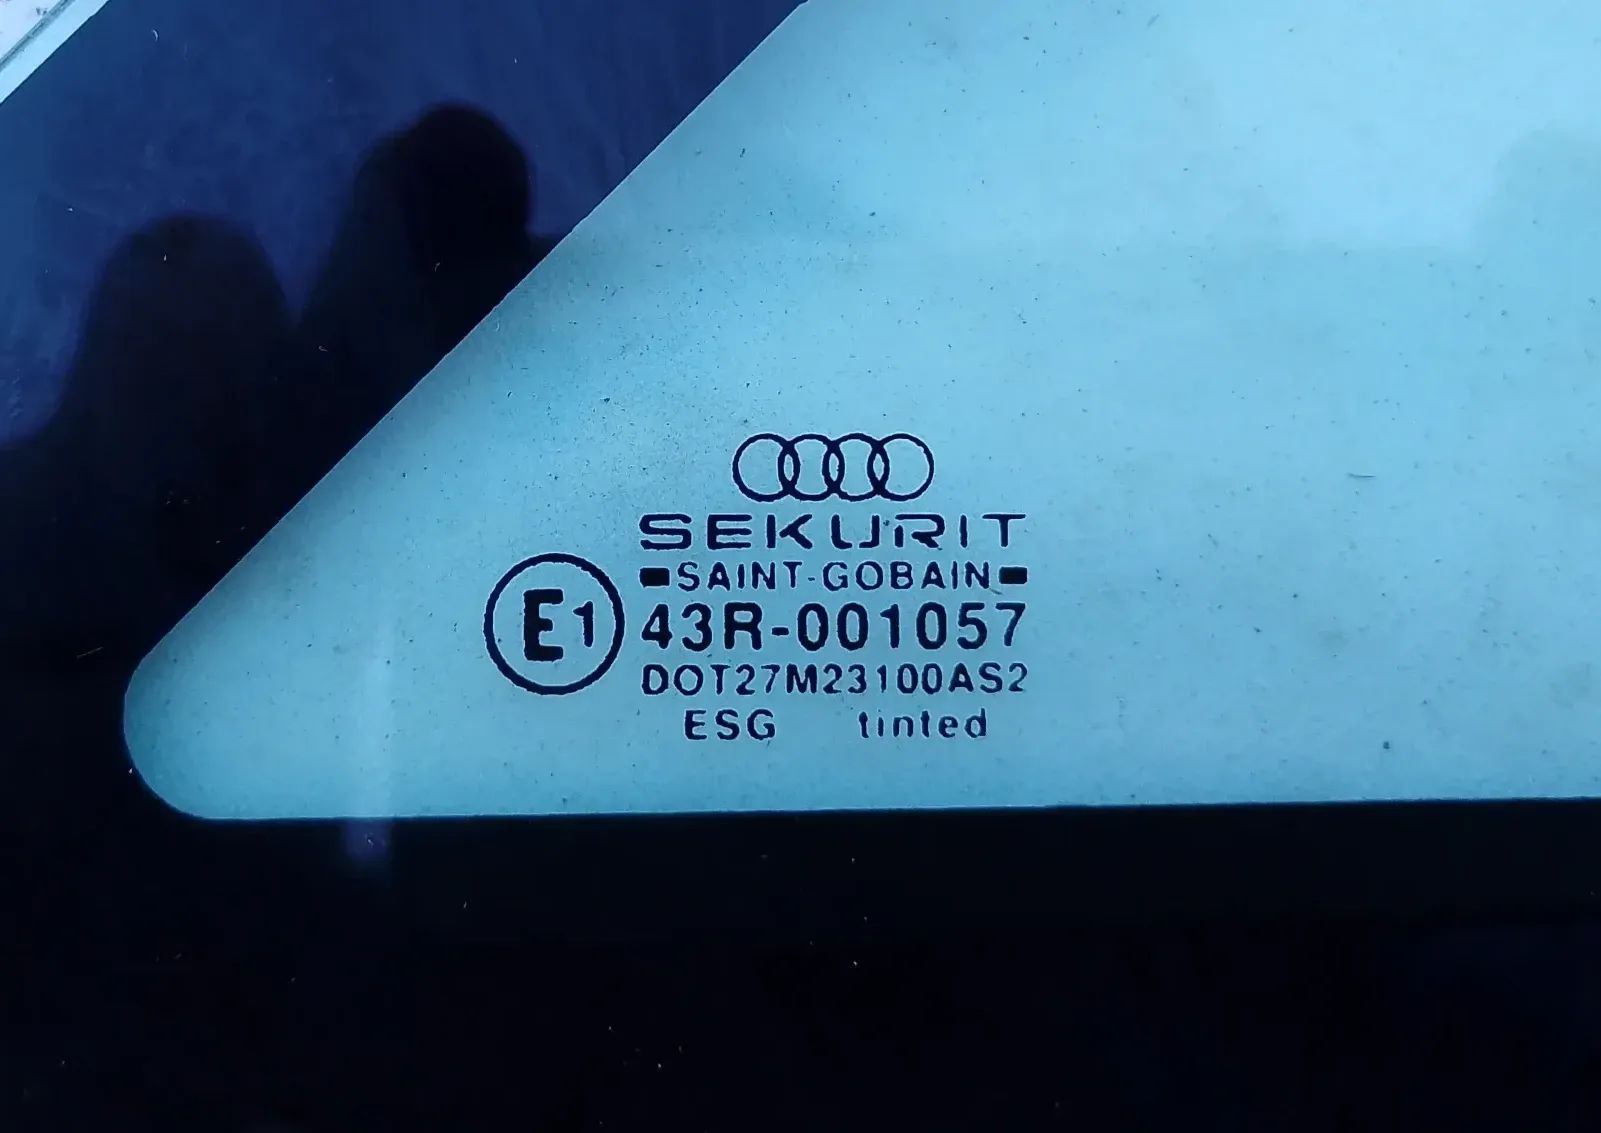 SEKURIT
SAINT-GOBAIN
E1 43R-001057
DOT27M23100AS2
ESG tinted